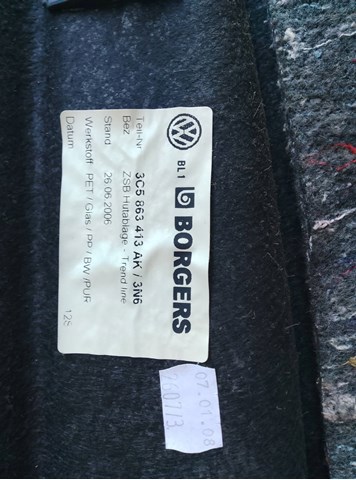 BL1 BORGERS
Teil-Nr 3C5 863 413 AK / 3N6
Bez ZSB Hutablage - Trend line
Stand 26.06.2006
Werkstoff PET / Glas / PP / BW /PUR
Datum 12S
07.01.08